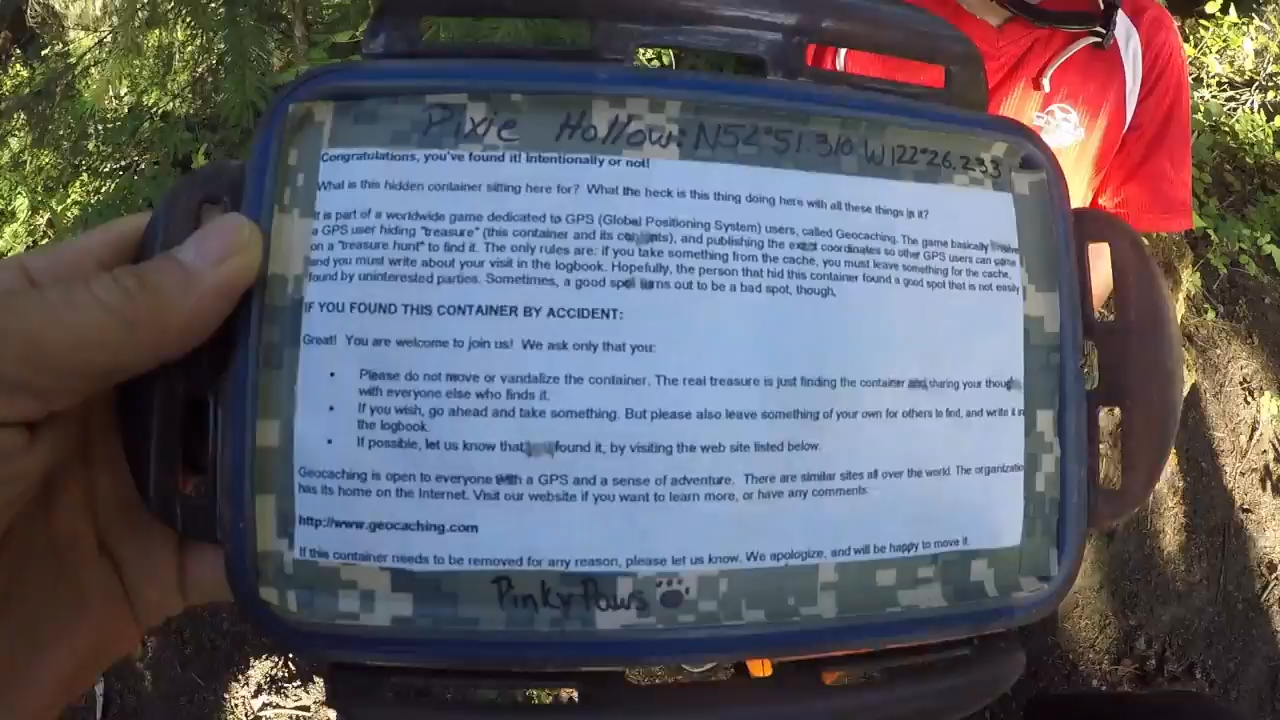 Pixie Hollow: N52°51.310 W122°26.233
Congratulations, you've found it! Intentionally or not!
What is this hidden container sitting here for? What the heck is this thing doing here with all these things in it?
It is part of a worldwide game dedicated to GPS (Global Positioning System) users, called Geocaching. The game basically
a GPS user hiding "treasure" (this container and its contents), and publishing the exact coordinates so other GPS users can come
on a "treasure hunt" to find it. The only rules are: if you take something from the cache, you must leave something for the cache,
and you must write about your visit in the logbook. Hopefully, the person that hid this container found a good spot that is not easily
found by uninterested parties. Sometimes, a good spot turns out to be a bad spot, though.
IF YOU FOUND THIS CONTAINER BY ACCIDENT:
Great! You are welcome to join us! We ask only that you:
• Please do not move or vandalize the container. The real treasure is just finding the container and sharing your
with everyone else who finds it.
• If you wish, go ahead and take something. But please also leave something of your own for others to find, and write it in
the logbook.
• If possible, let us know that found it, by visiting the web site listed below.
Geocaching is open to everyone with a GPS and a sense of adventure. There are similar sites all over the world. The organizatio
has its home on the Internet. Visit our website if you want to learn more, or have any comments:
http://www.geocaching.com
If this container needs to be removed for any reason, please let us know. We apologize, and will be happy to move it.
PinkyPaws